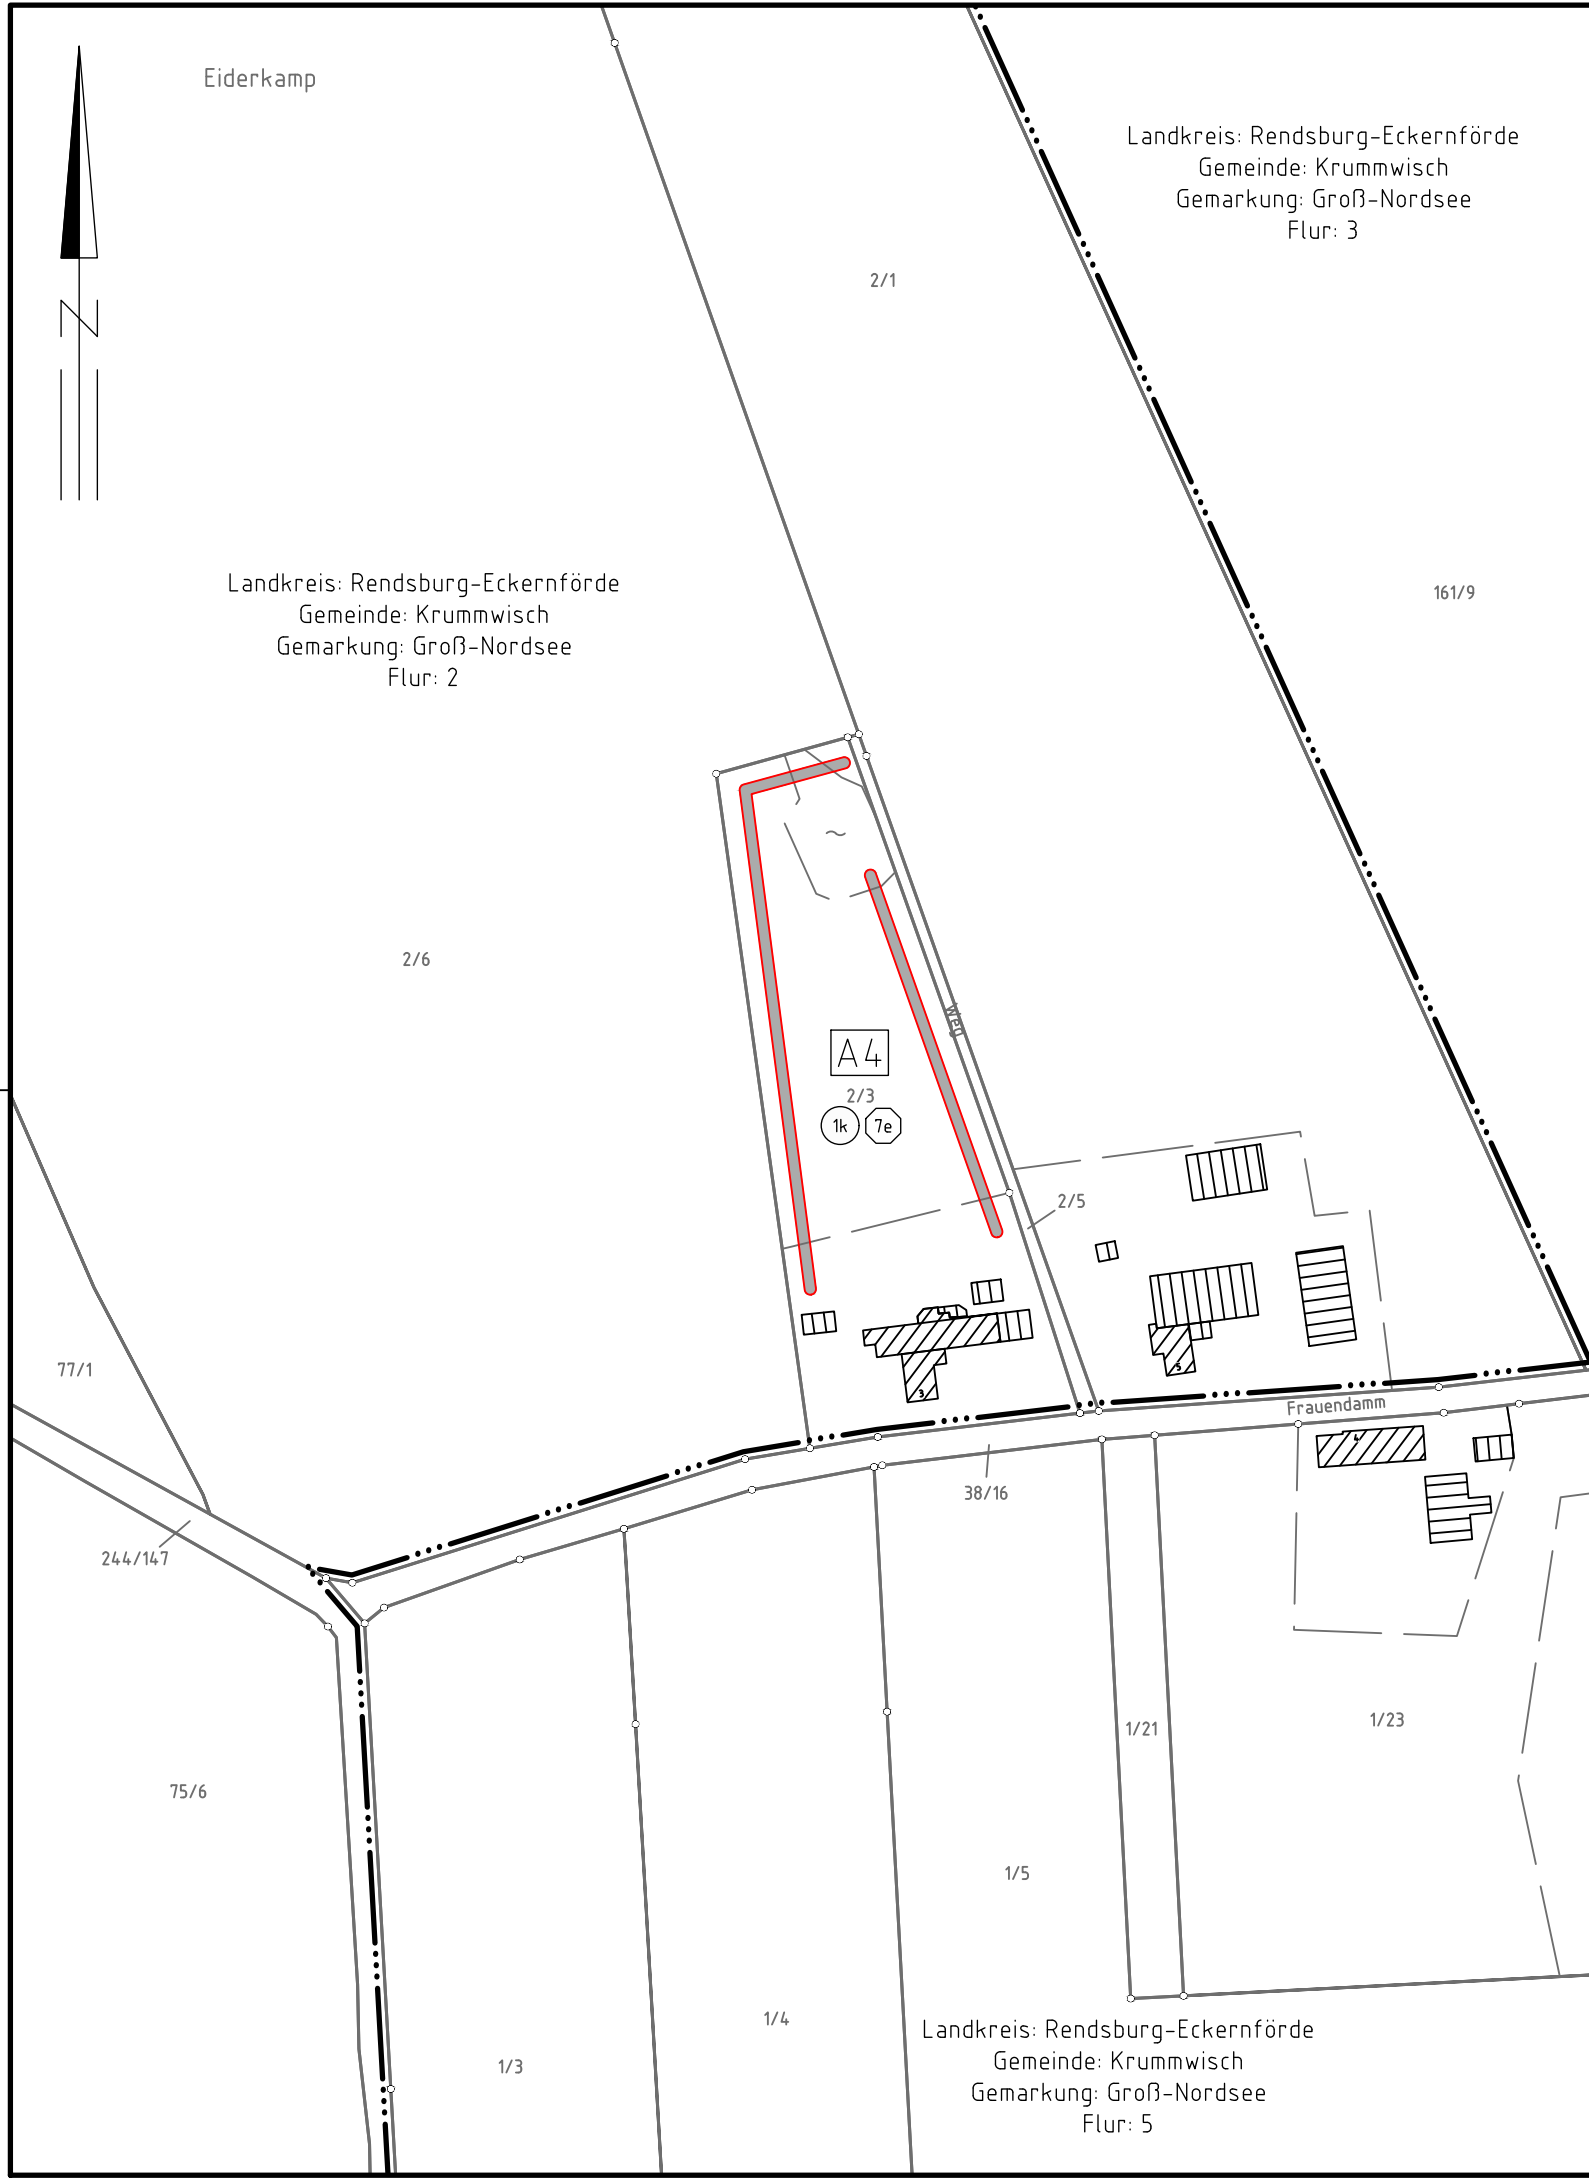 Eiderkamp
N
Landkreis: Rendsburg-Eckernförde
Gemeinde: Krummwisch
Gemarkung: Groß-Nordsee
Flur: 3
2/1
Landkreis: Rendsburg-Eckernförde
Gemeinde: Krummwisch
Gemarkung: Groß-Nordsee
Flur: 2
161/9
2/6
Weg
A4
2/3
1k 7e
2/5
77/1
5
3
Frauendamm
4
38/16
244/147
1/21
1/23
75/6
1/5
1/4
1/3
Landkreis: Rendsburg-Eckernförde
Gemeinde: Krummwisch
Gemarkung: Groß-Nordsee
Flur: 5